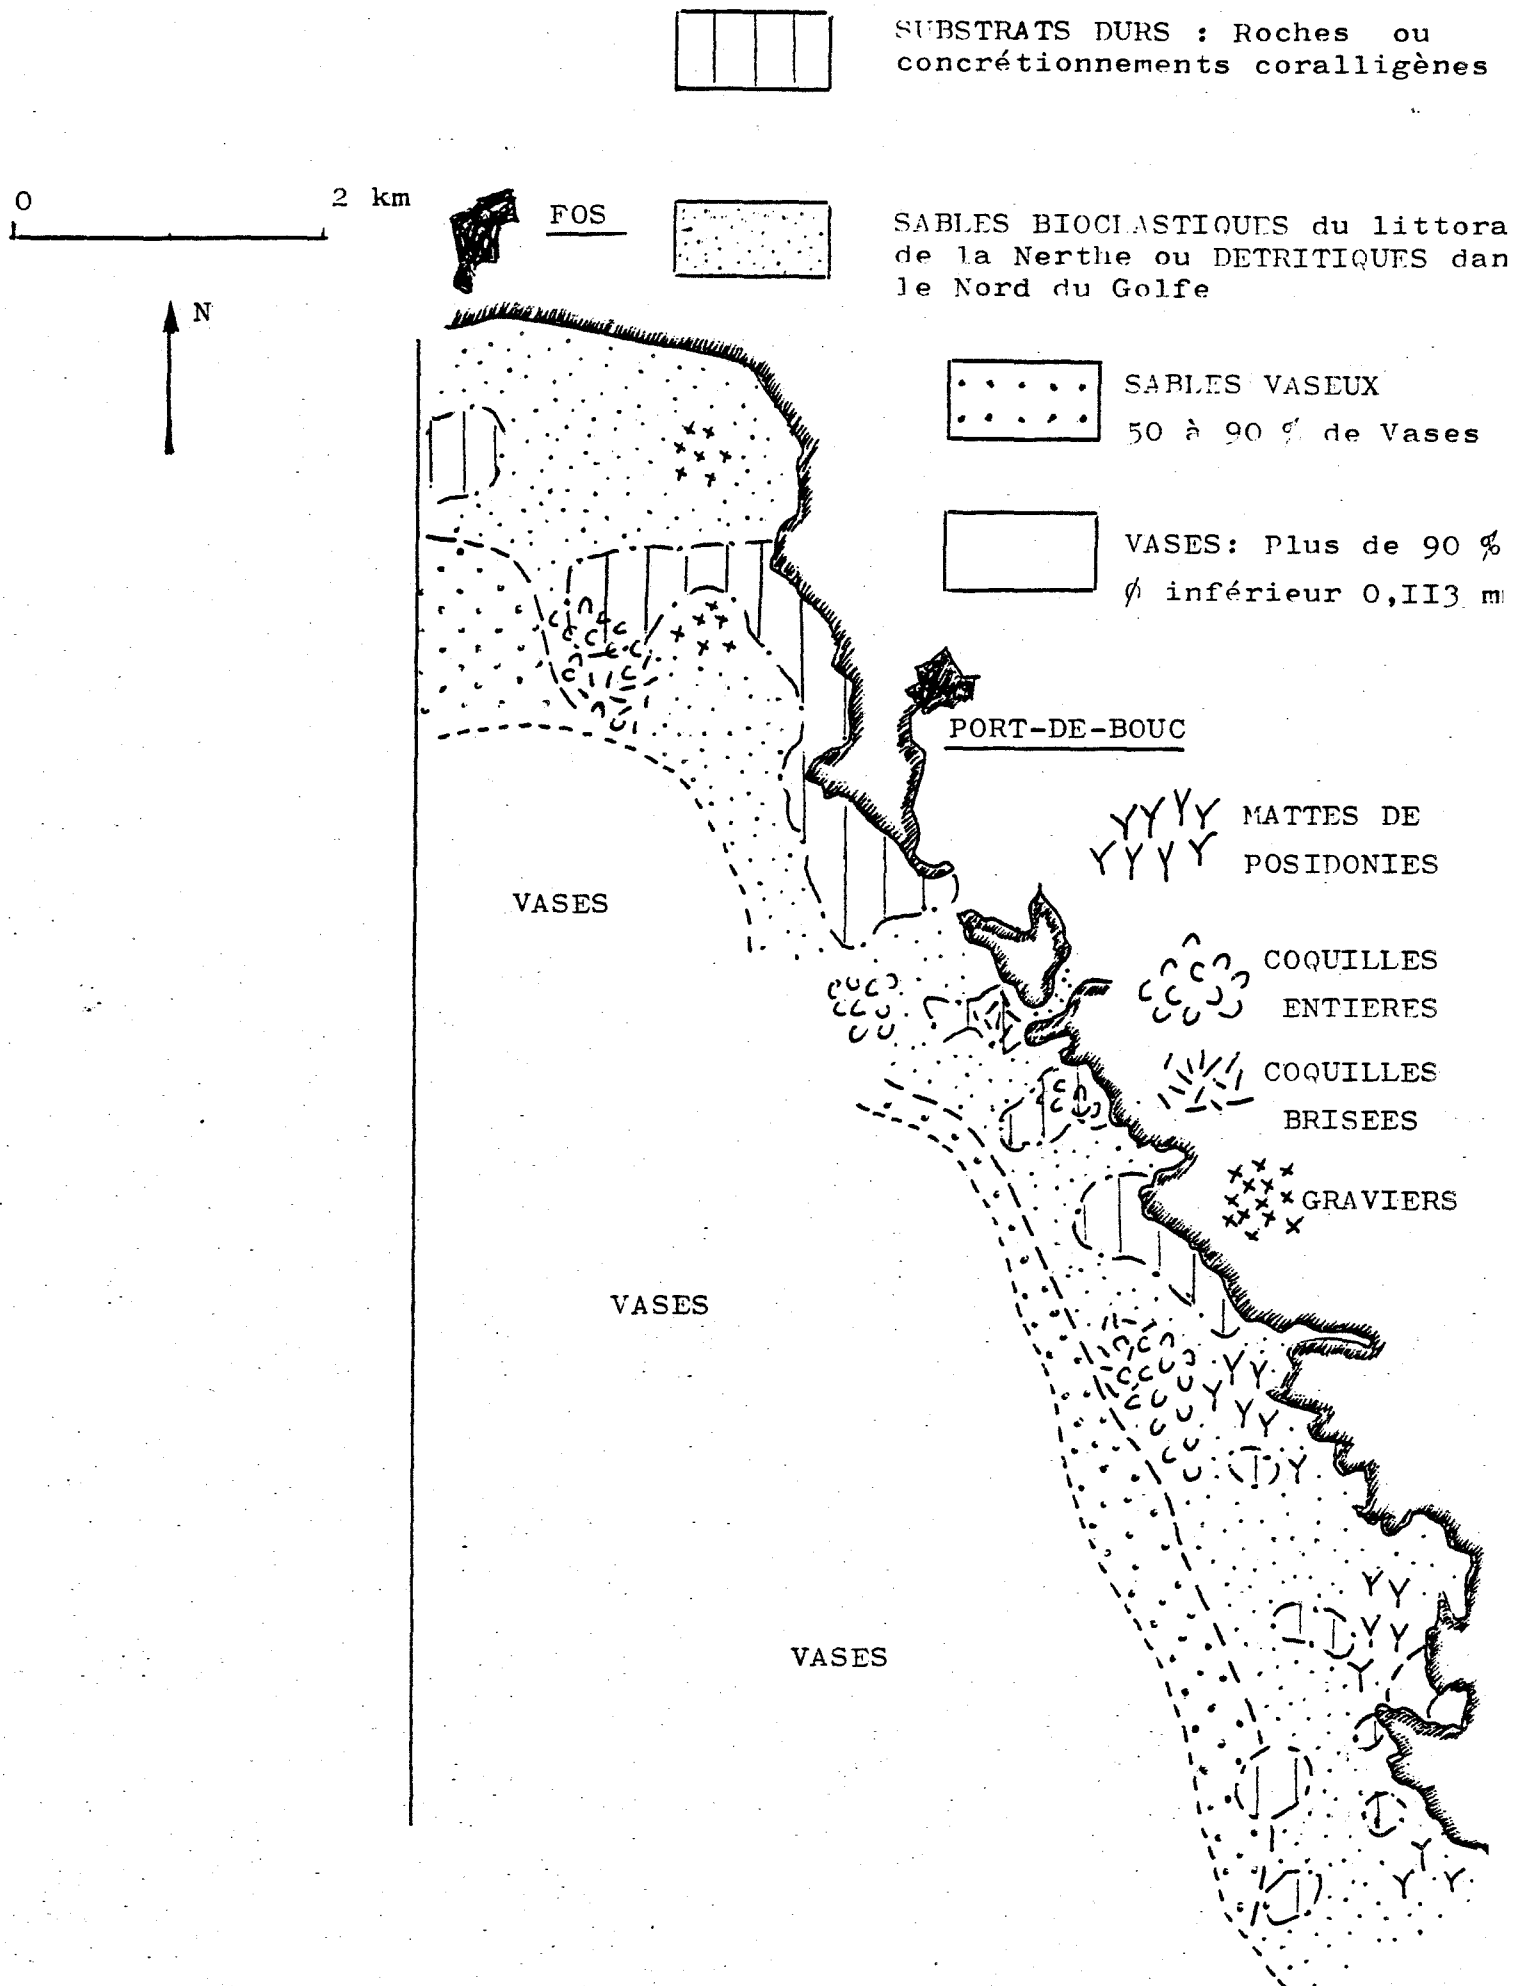 SUBSTRATS DURS : Roches ou
concrétionnements coralligènes
0 2 km
FOS
N
SABLES BIOCLASTIQUES du littora
de la Nerthe ou DETRITIQUES dan
le Nord du Golfe
SABLES VASEUX
50 à 90 % de Vases
VASES: Plus de 90 %
φ inférieur 0,II3 m
PORT-DE-BOUC
MATTES DE
POSIDONIES
VASES
COQUILLES
ENTIERES
COQUILLES
BRISEES
GRAVIERS
VASES
VASES